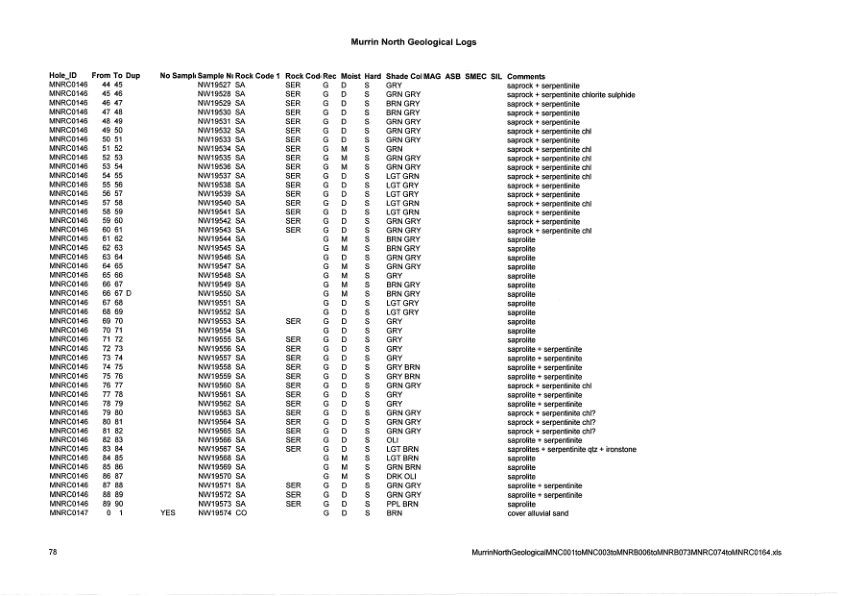 Murrin North Geological Logs
Hole_ID From To Dup No Sampl Sample N Rock Code 1 Rock Cod Rec Moist Hard Shade Col MAG ASB SMEC SIL Comments
MNRC0146 44 45 NW19527 SA SER G D S GRY saprock + serpentinite
MNRC0146 45 46 NW19528 SA SER G D S GRN GRY saprock + serpentinite chlorite sulphide
MNRC0146 46 47 NW19529 SA SER G D S BRN GRY saprock + serpentinite
MNRC0146 47 48 NW19530 SA SER G D S BRN GRY saprock + serpentinite
MNRC0146 48 49 NW19531 SA SER G D S GRN GRY saprock + serpentinite
MNRC0146 49 50 NW19532 SA SER G D S GRN GRY saprock + serpentinite chl
MNRC0146 50 51 NW19533 SA SER G D S GRN GRY saprock + serpentinite
MNRC0146 51 52 NW19534 SA SER G M S GRN saprock + serpentinite chl
MNRC0146 52 53 NW19535 SA SER G M S GRN GRY saprock + serpentinite chl
MNRC0146 53 54 NW19536 SA SER G M S GRN GRY saprock + serpentinite chl
MNRC0146 54 55 NW19537 SA SER G D S LGT GRN saprock + serpentinite chl
MNRC0146 55 56 NW19538 SA SER G D S LGT GRY saprock + serpentinite
MNRC0146 56 57 NW19539 SA SER G D S LGT GRY saprock + serpentinite
MNRC0146 57 58 NW19540 SA SER G D S LGT GRN saprock + serpentinite chl
MNRC0146 58 59 NW19541 SA SER G D S LGT GRN saprock + serpentinite
MNRC0146 59 60 NW19542 SA SER G D S GRN GRY saprock + serpentinite
MNRC0146 60 61 NW19543 SA SER G D S GRN GRY saprock + serpentinite chl
MNRC0146 61 62 NW19544 SA G M S BRN GRY saprolite
MNRC0146 62 63 NW19545 SA G M S BRN GRY saprolite
MNRC0146 63 64 NW19546 SA G D S GRN GRY saprolite
MNRC0146 64 65 NW19547 SA G M S GRN GRY saprolite
MNRC0146 65 66 NW19548 SA G M S GRY saprolite
MNRC0146 66 67 NW19549 SA G M S BRN GRY saprolite
MNRC0146 66 67 D NW19550 SA G M S BRN GRY saprolite
MNRC0146 67 68 NW19551 SA G D S LGT GRY saprolite
MNRC0146 68 69 NW19552 SA G D S LGT GRY saprolite
MNRC0146 69 70 NW19553 SA SER G D S GRY saprolite
MNRC0146 70 71 NW19554 SA G D S GRY saprolite
MNRC0146 71 72 NW19555 SA SER G D S GRY saprolite
MNRC0146 72 73 NW19556 SA SER G D S GRY saprolite + serpentinite
MNRC0146 73 74 NW19557 SA SER G D S GRY saprolite + serpentinite
MNRC0146 74 75 NW19558 SA SER G D S GRY BRN saprolite + serpentinite
MNRC0146 75 76 NW19559 SA SER G D S GRY BRN saprolite + serpentinite
MNRC0146 76 77 NW19560 SA SER G D S GRN GRY saprock + serpentinite chl
MNRC0146 77 78 NW19561 SA SER G D S GRY saprolite + serpentinite
MNRC0146 78 79 NW19562 SA SER G D S GRY saprolite + serpentinite
MNRC0146 79 80 NW19563 SA SER G D S GRN GRY saprock + serpentinite chl?
MNRC0146 80 81 NW19564 SA SER G D S GRN GRY saprock + serpentinite chl?
MNRC0146 81 82 NW19565 SA SER G D S GRN GRY saprock + serpentinite chl?
MNRC0146 82 83 NW19566 SA SER G D S OLI saprolite + serpentinite
MNRC0146 83 84 NW19567 SA SER G D S LGT BRN saprolites + serpentinite qtz + ironstone
MNRC0146 84 85 NW19568 SA G M S LGT BRN saprolite
MNRC0146 85 86 NW19569 SA G M S GRN BRN saprolite
MNRC0146 86 87 NW19570 SA G M S DRK OLI saprolite
MNRC0146 87 88 NW19571 SA SER G D S GRN GRY saprolite + serpentinite
MNRC0146 88 89 NW19572 SA SER G D S GRN GRY saprolite + serpentinite
MNRC0146 89 90 NW19573 SA SER G D S PPL BRN saprolite
MNRC0147 0 1 YES NW19574 CO G D S BRN cover alluvial sand
78 MurrinNorthGeologicalMNC001toMNC003toMNRB006toMNRB073MNRC074toMNRC0164.xls